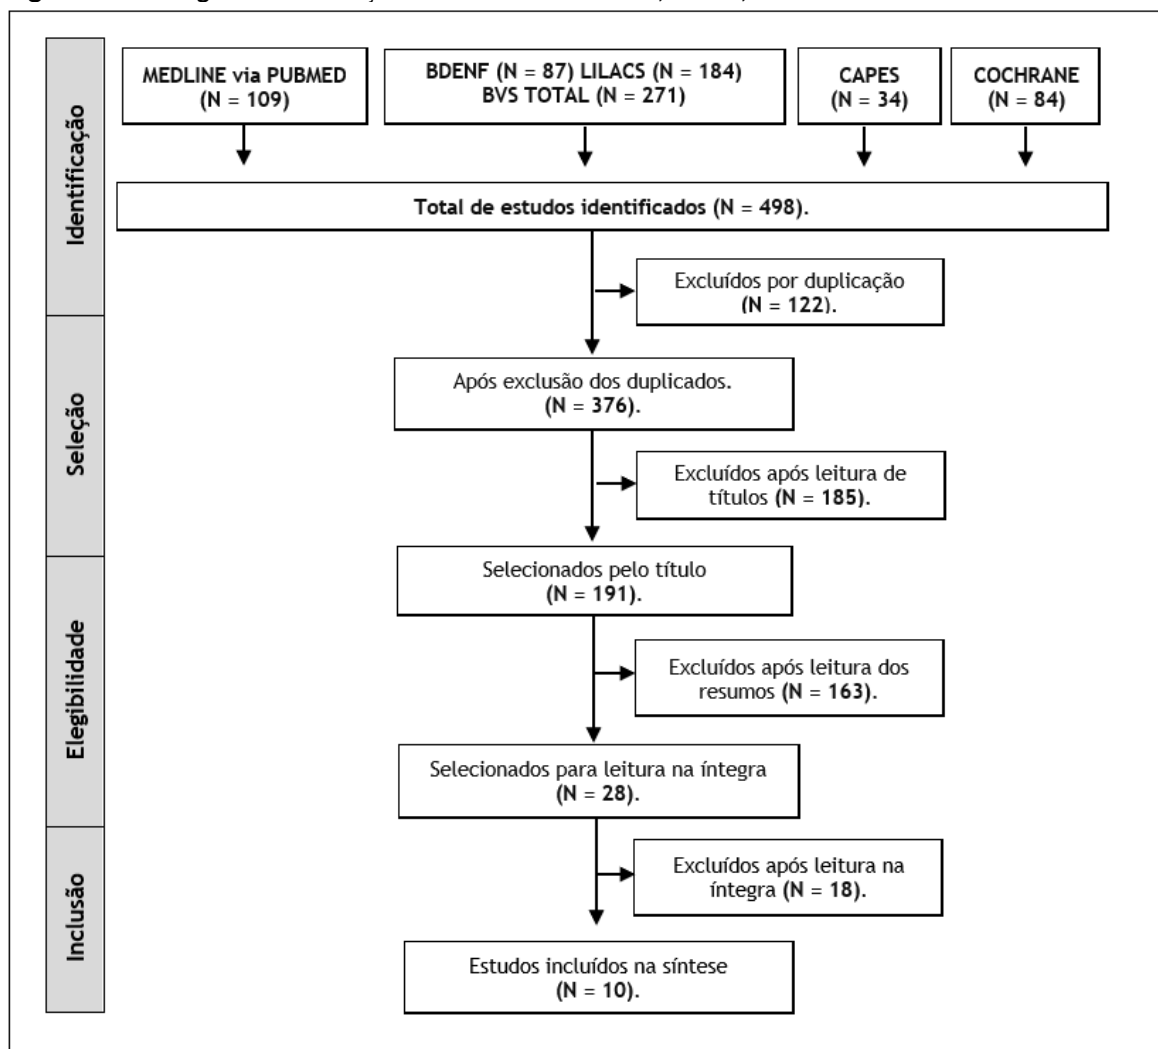 Identificação
MEDLINE via PUBMED
(N = 109)
BDENF (N = 87) LILACS (N = 184)
BVS TOTAL (N = 271)
CAPES
(N = 34)
COCHRANE
(N = 84)
Total de estudos identificados (N = 498).
Excluídos por duplicação
(N = 122).
Seleção
Após exclusão dos duplicados.
(N = 376).
Excluídos após leitura de
títulos (N = 185).
Elegibilidade
Selecionados pelo título
(N = 191).
Excluídos após leitura dos
resumos (N = 163).
Selecionados para leitura na íntegra
(N = 28).
Inclusão
Excluídos após leitura na
íntegra (N = 18).
Estudos incluídos na síntese
(N = 10).